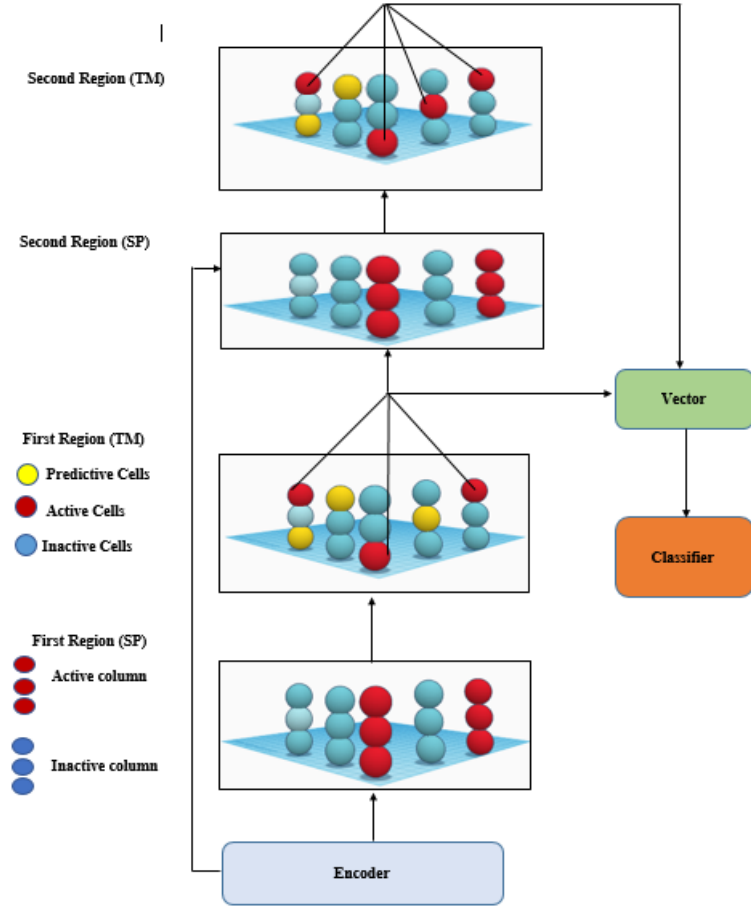 Second Region (TM)
Second Region (SP)
Vector
First Region (TM)
Predictive Cells
Active Cells
Inactive Cells
Classifier
First Region (SP)
Active column
Inactive column
Encoder